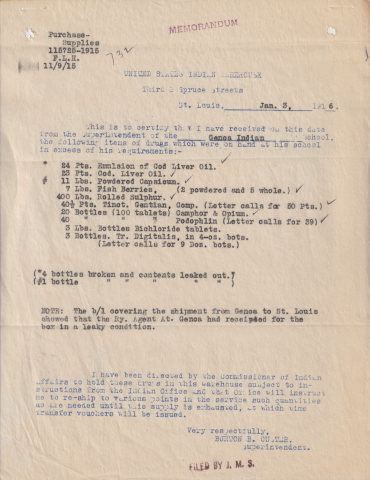 MEMORANDUM
Purchase-
Supplies
115725-1915
F.L.H.
11/9/15
732
UNITED STATES INDIAN WAREHOUSE
Third & Spruce Streets
St. Louis, Jan. 3, 1916.
This is to certify that I have received on this date
from the Superintendent of the Genoa Indian School,
the following items of drugs which were on hand at his school
in excess of his requirements:-
* 24 Pts. Emulsion of Cod Liver Oil.
23 Pts. Cod Liver Oil.
# 11 Lbs. Powdered Capsicum.
7 Lbs. Fish Berries, (2 powdered and 5 whole.)
400 Lbs. Rolled Sulphur.
40½ Pts. Tinct. Gentian, Comp. (Letter calls for 50 Pts.)
20 Bottles (100 tablets) Camphor & Opium.
40 " " Podophlin (Letter calls for 39)
3 Lbs. Bottles Bichloride tablets.
3 Bottles. Tr. Digitalis, in 4-oz. bots.
(Letter calls for 9 Doz. bots.)
(*4 bottles broken and contents leaked out.)
(#1 bottle " " " " )
NOTE: The b/l covering the shipment from Genoa to St. Louis
showed that the Ry. Agent At. Genoa had receipted for the
box in a leaky condition.
I have been directed by the Commissioner of Indian
Affairs to hold these drugs in this warehouse subject to in-
structions from the Indian Office and that Office will instruct
me to re-ship to various points in the service such quantities
as are needed until this supply is exhausted, at which time
transfer vouchers will be issued.
Very respectfully,
BURTON B. CUSTER.
Superintendent.
FILED BY J. M. S.